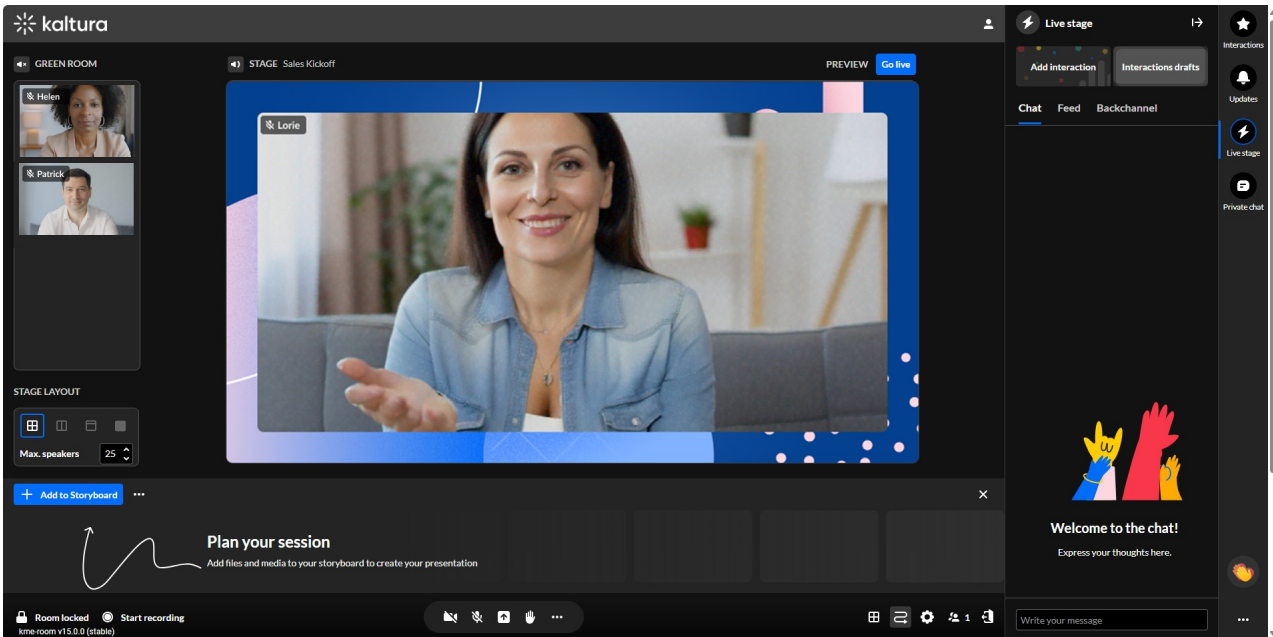 kaltura
GREEN ROOM
Helen
Patrick
STAGE LAYOUT
Max. speakers 25
STAGE Sales Kickoff
PREVIEW Go live
Lorie
Add to Storyboard
Plan your session
Add files and media to your storyboard to create your presentation
Room locked Start recording
kme-room v15.0.0 (stable)
1
Live stage
Add interaction Interactions drafts
Chat Feed Backchannel
Welcome to the chat!
Express your thoughts here.
Write your message
Interactions
Updates
Live stage
Private chat